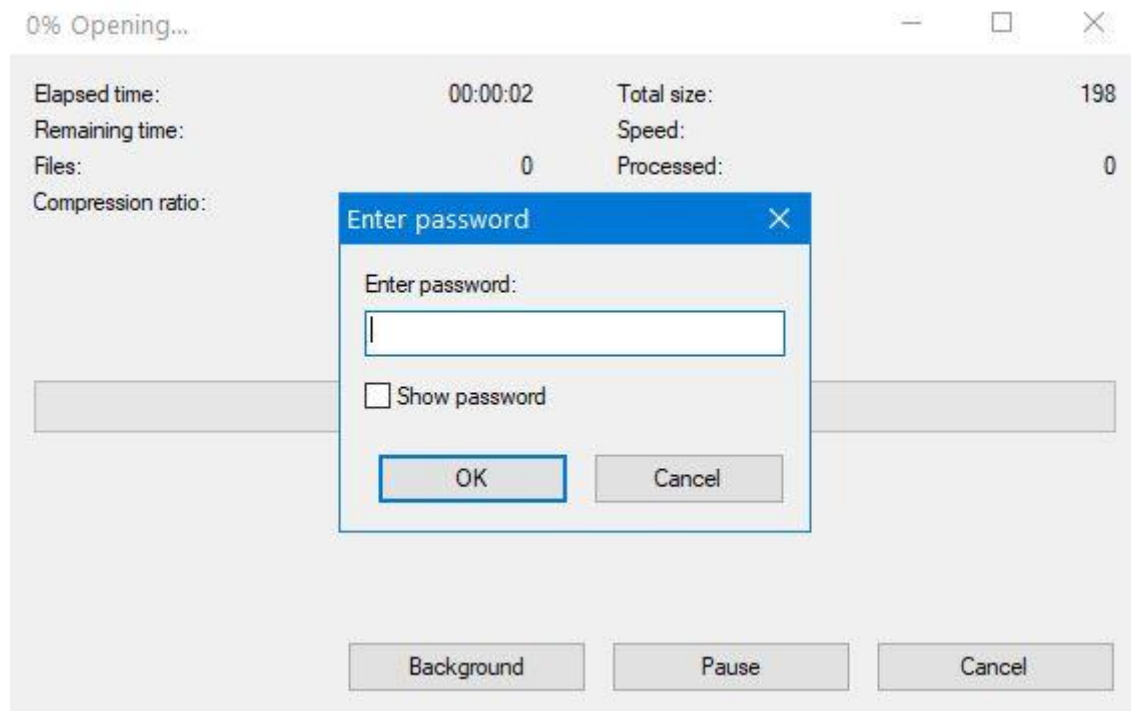 0% Opening...
Elapsed time: 00:00:02 Total size: 198
Remaining time: Speed:
Files: 0 Processed: 0
Compression ratio:
Enter password
Enter password:
Show password
OK Cancel
Background Pause Cancel